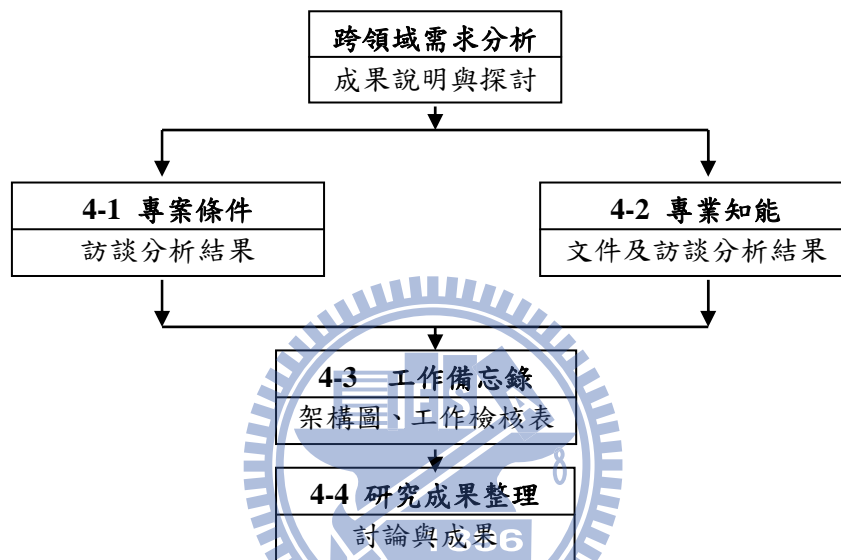 跨領域需求分析
成果說明與探討
4-1 專案條件
訪談分析結果
4-2 專業知能
文件及訪談分析結果
4-3 工作備忘錄
架構圖、工作檢核表
4-4 研究成果整理
討論與成果
1896